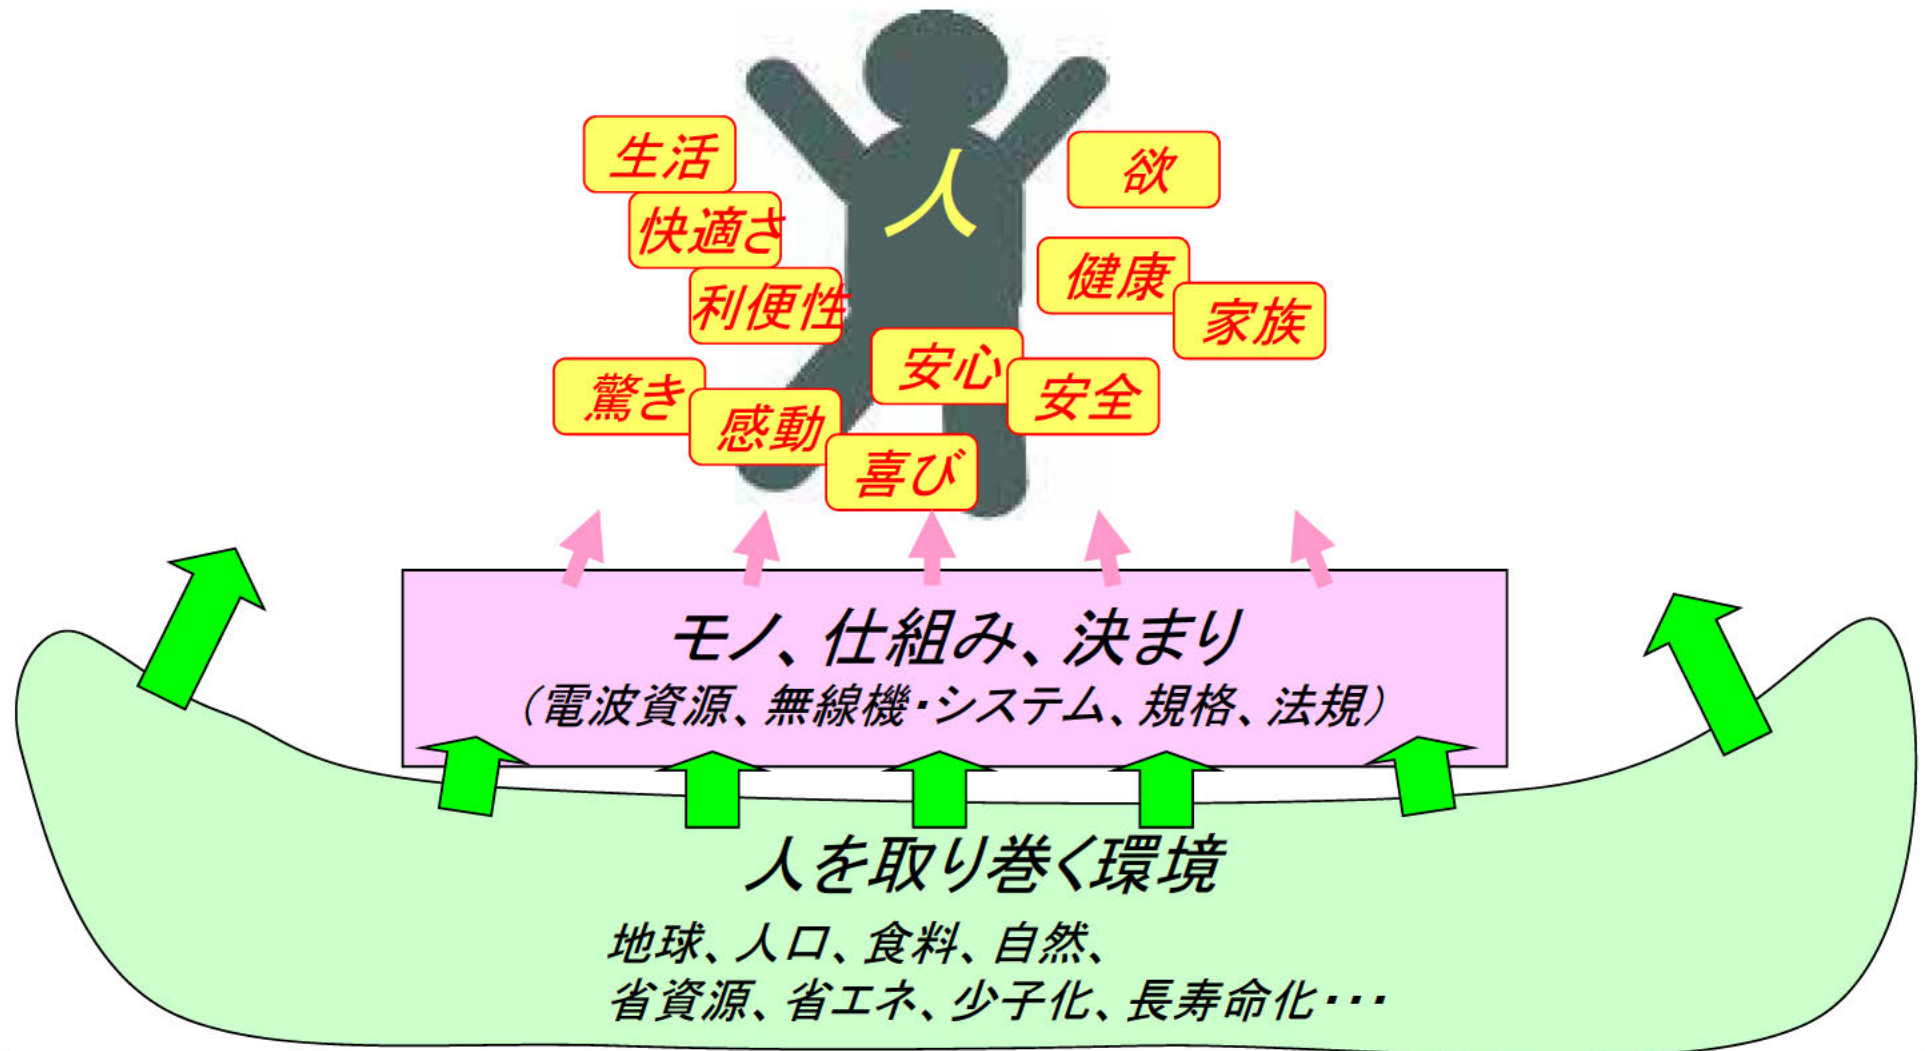 人
生活
快適さ
利便性
欲
健康
家族
安心
安全
驚き
感動
喜び
モノ、仕組み、決まり
（電波資源、無線機・システム、規格、法規）
人を取り巻く環境
地球、人口、食料、自然、
省資源、省エネ、少子化、長寿命化・・・